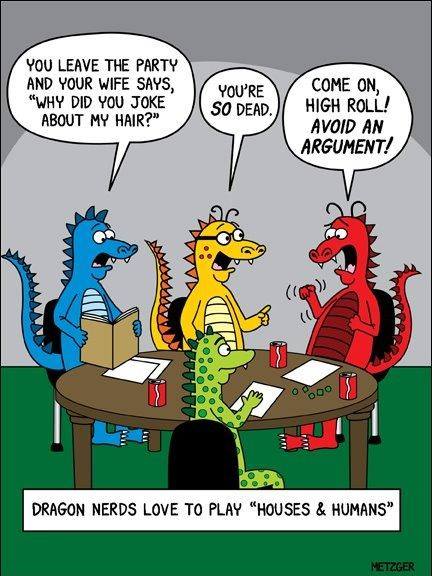 YOU LEAVE THE PARTY
AND YOUR WIFE SAYS,
"WHY DID YOU JOKE
ABOUT MY HAIR?"
YOU'RE
SO DEAD.
COME ON,
HIGH ROLL!
AVOID AN
ARGUMENT!
DRAGON NERDS LOVE TO PLAY "HOUSES & HUMANS"
METZGER